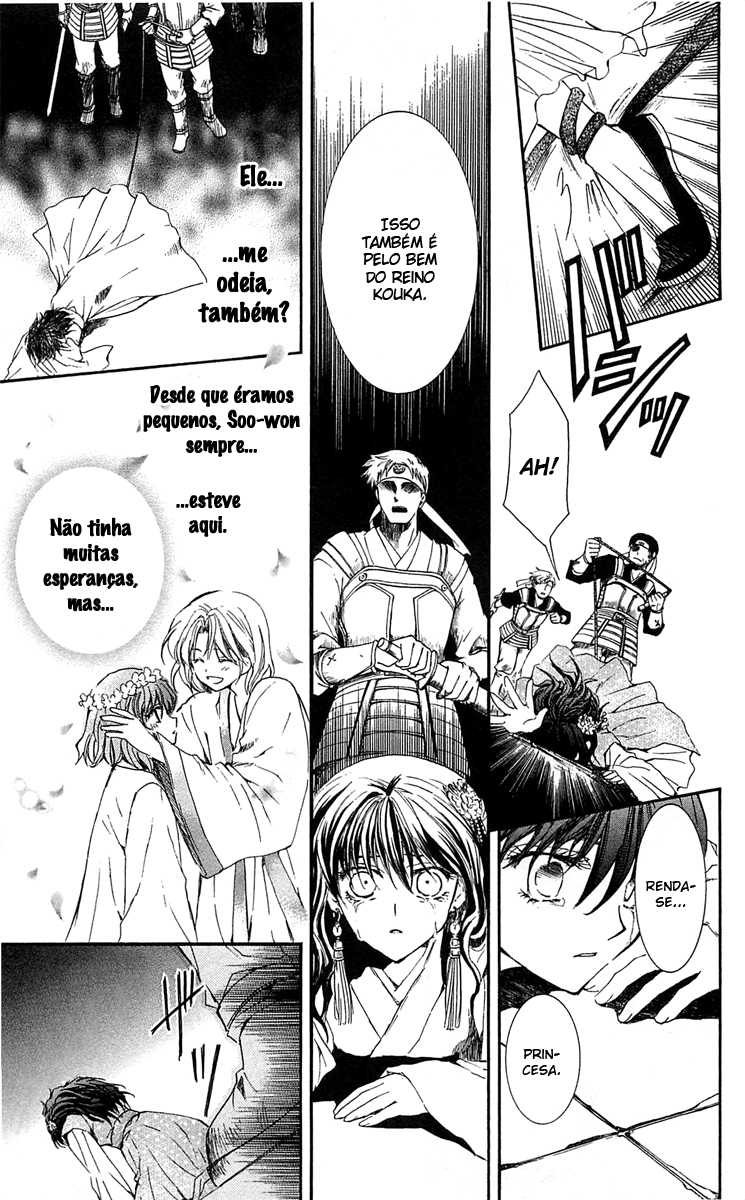 AH!
RENDA-
SE...
PRIN-
CESA.
ISSO
TAMBÉM É
PELO BEM
DO REINO
KOUKA.
Ele...
...me
odeia,
também?
Desde que éramos
pequenos, Soo-won
sempre...
...esteve
aqui.
Não tinha
muitas
esperanças,
mas...